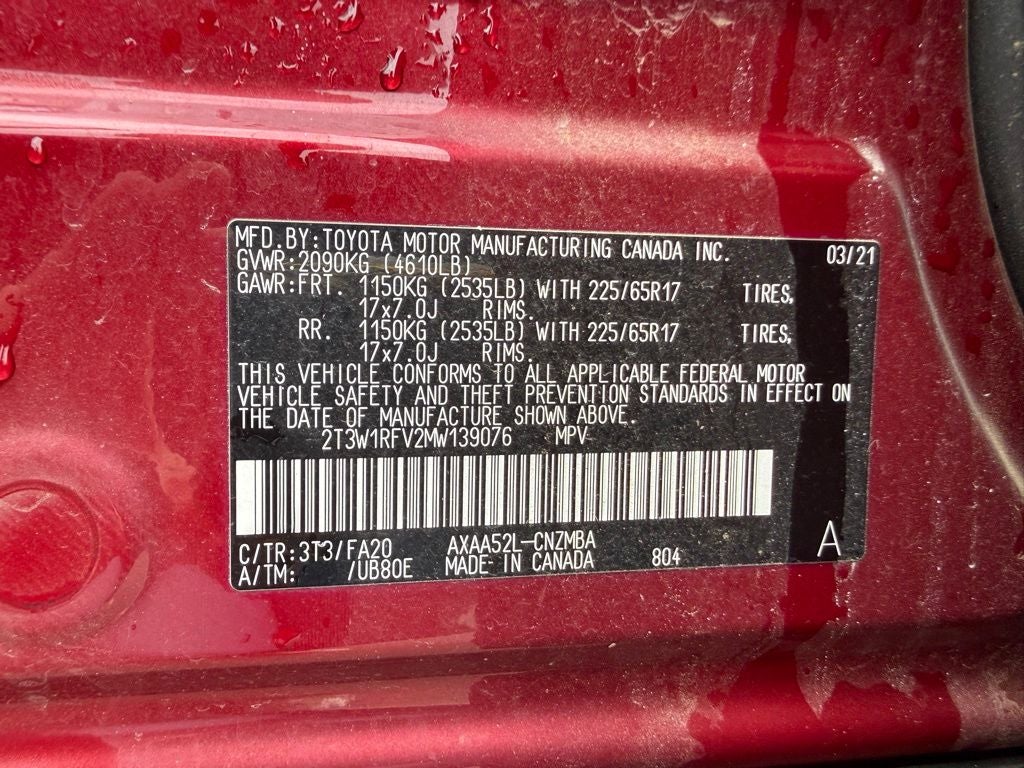 MFD.BY:TOYOTA MOTOR MANUFACTURING CANADA INC. 03/21
GVWR:2090KG (4610LB)
GAWR:FRT. 1150KG (2535LB) WITH 225/65R17 TIRES,
17x7.0J RIMS.
RR. 1150KG (2535LB) WITH 225/65R17 TIRES,
17x7.0J RIMS.
THIS VEHICLE CONFORMS TO ALL APPLICABLE FEDERAL MOTOR
VEHICLE SAFETY AND THEFT PREVENTION STANDARDS IN EFFECT ON
THE DATE OF MANUFACTURE SHOWN ABOVE.
2T3W1RFV2MW139076 MPV
C/TR:3T3/FA20 AXAA52L-CNZMBA
A/TM: /UB80E MADE IN CANADA 804 A